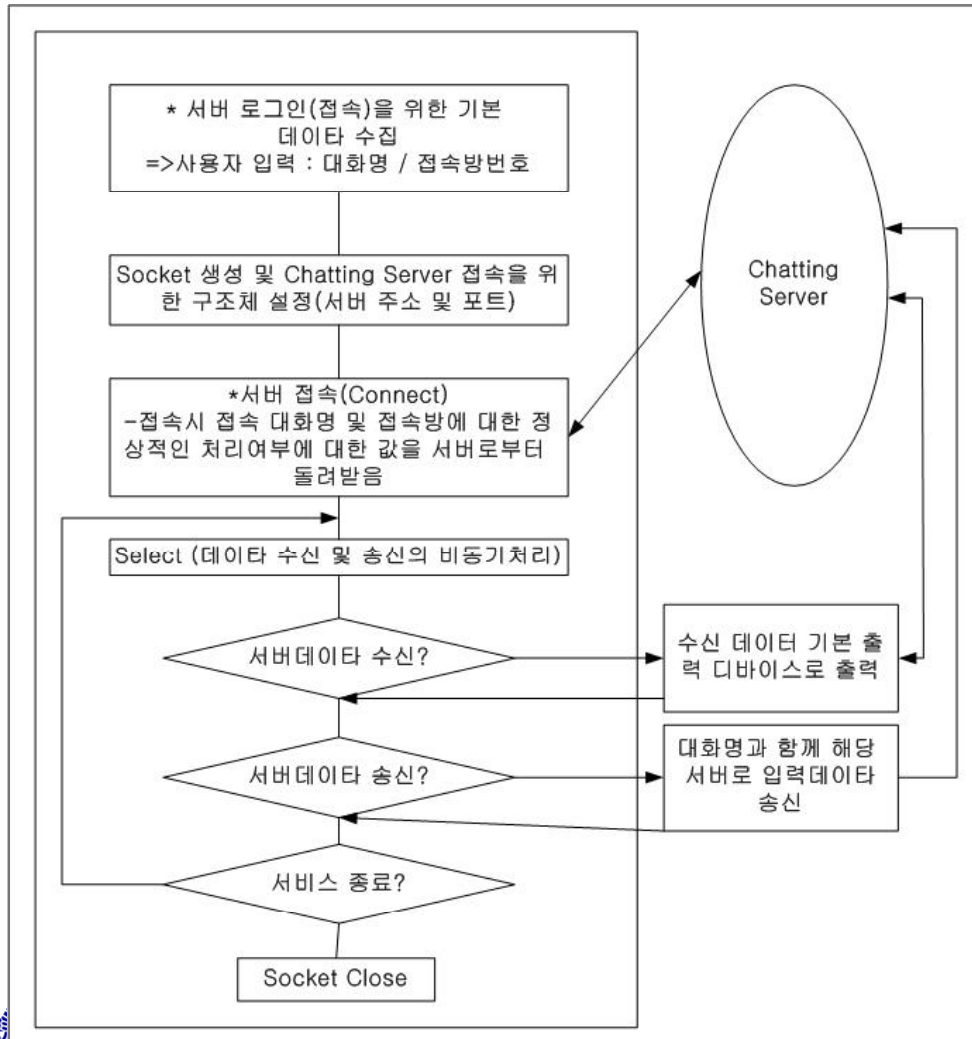 * 서버 로그인(접속)을 위한 기본
데이타 수집
=>사용자 입력 : 대화명 / 접속방번호
Socket 생성 및 Chatting Server 접속을 위
한 구조체 설정(서버 주소 및 포트)
*서버 접속(Connect)
-접속시 접속 대화명 및 접속방에 대한 정
상적인 처리여부에 대한 값을 서버로부터
돌려받음
Chatting
Server
Select (데이타 수신 및 송신의 비동기처리)
서버데이타 수신?
수신 데이터 기본 출
력 디바이스로 출력
서버데이타 송신?
대화명과 함께 해당
서버로 입력데이타
송신
서비스 종료?
Socket Close